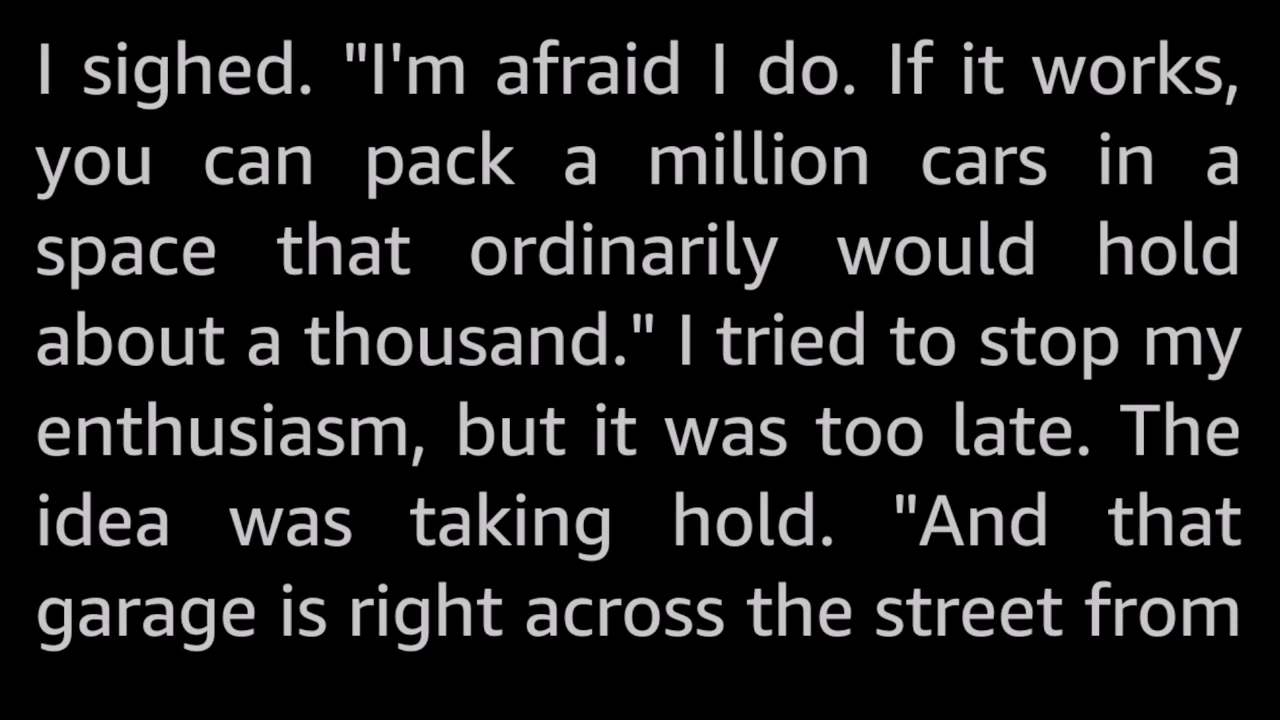 I sighed. "I'm afraid I do. If it works,
you can pack a million cars in a
space that ordinarily would hold
about a thousand." I tried to stop my
enthusiasm, but it was too late. The
idea was taking hold. "And that
garage is right across the street from